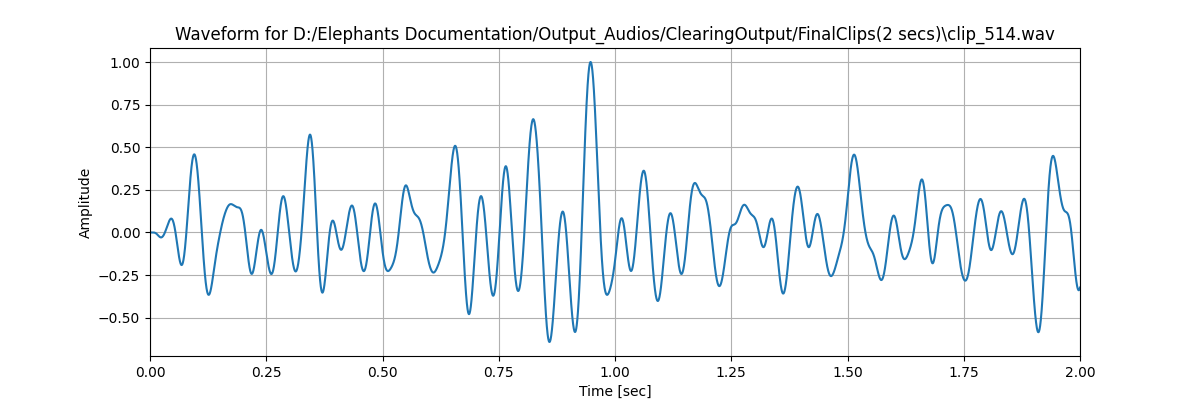 Waveform for D:/Elephants Documentation/Output_Audios/ClearingOutput/FinalClips(2 secs)\clip_514.wav
1.00
0.75
0.50
0.25
0.00
−0.25
−0.50
Amplitude
0.00 0.25 0.50 0.75 1.00 1.25 1.50 1.75 2.00
Time [sec]